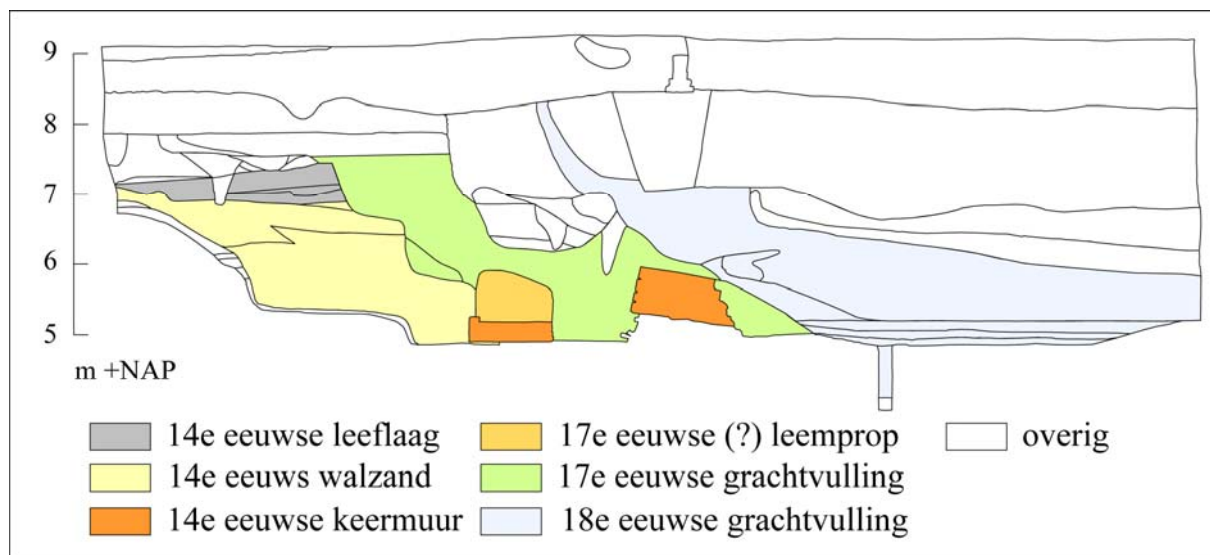 9
8
7
6
5
m +NAP
14e eeuwse leeflaag
14e eeuws walzand
14e eeuwse keermuur
17e eeuwse (?) leemprop
17e eeuwse grachtvulling
18e eeuwse grachtvulling
overig